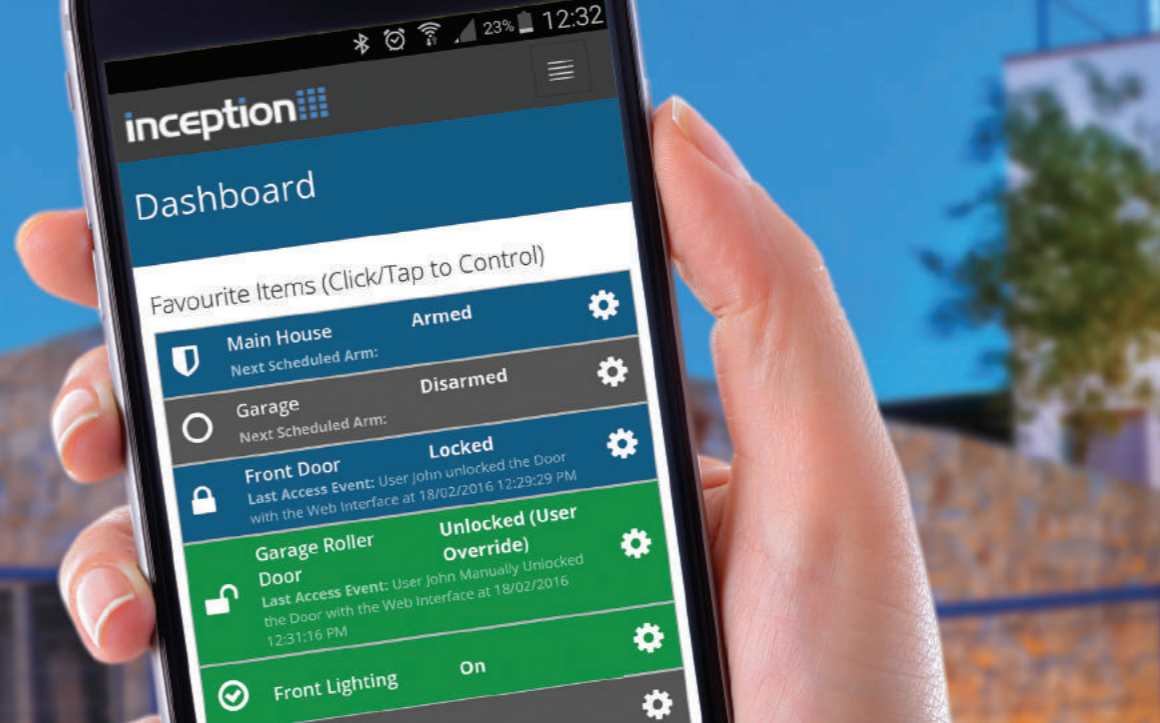 23% 12:32
inception
Dashboard
Favourite Items (Click/Tap to Control)
Main House Armed
Next Scheduled Arm:
Garage Disarmed
Next Scheduled Arm:
Front Door Locked
Last Access Event: User John unlocked the Door
with the Web Interface at 18/02/2016 12:29:29 PM
Garage Roller Unlocked (User
Door Override)
Last Access Event: User John Manually Unlocked
the Door with the Web Interface at 18/02/2016
12:31:16 PM
Front Lighting On